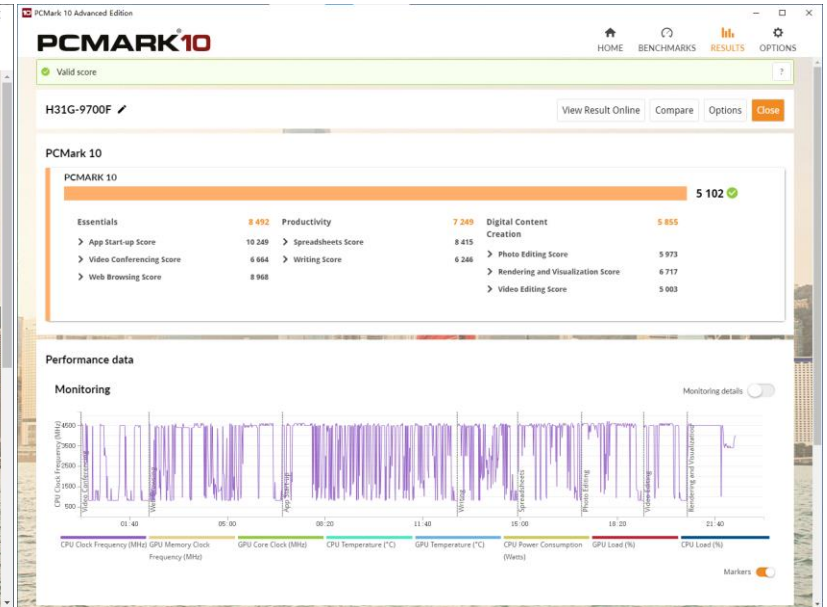 PCMark 10 Advanced Edition
PCMARK 10
HOME BENCHMARKS RESULTS OPTIONS
Valid score ?
H31G-9700F View Result Online Compare Options Close
PCMark 10
PCMARK 10
5 102
Essentials 8 492 Productivity 7 249 Digital Content Creation 5 855
App Start-up Score 10 249 Spreadsheets Score 8 415 Photo Editing Score 5 973
Video Conferencing Score 6 664 Writing Score 6 246 Rendering and Visualization Score 6 717
Web Browsing Score 8 968 Video Editing Score 5 003
Performance data
Monitoring
Monitoring details
CPU Clock Frequency (MHz)
4500
3500
2500
1500
500
Video Conferencing
Web Browsing
App Start-up
Writing
Spreadsheets
Photo Editing
Video Editing
Rendering and Visualization
01:40 05:00 08:20 11:40 15:00 18:20 21:40
CPU Clock Frequency (MHz) GPU Memory Clock Frequency (MHz) GPU Core Clock (MHz) CPU Temperature (°C) GPU Temperature (°C) CPU Power Consumption (Watts) GPU Load (%) CPU Load (%)
Markers